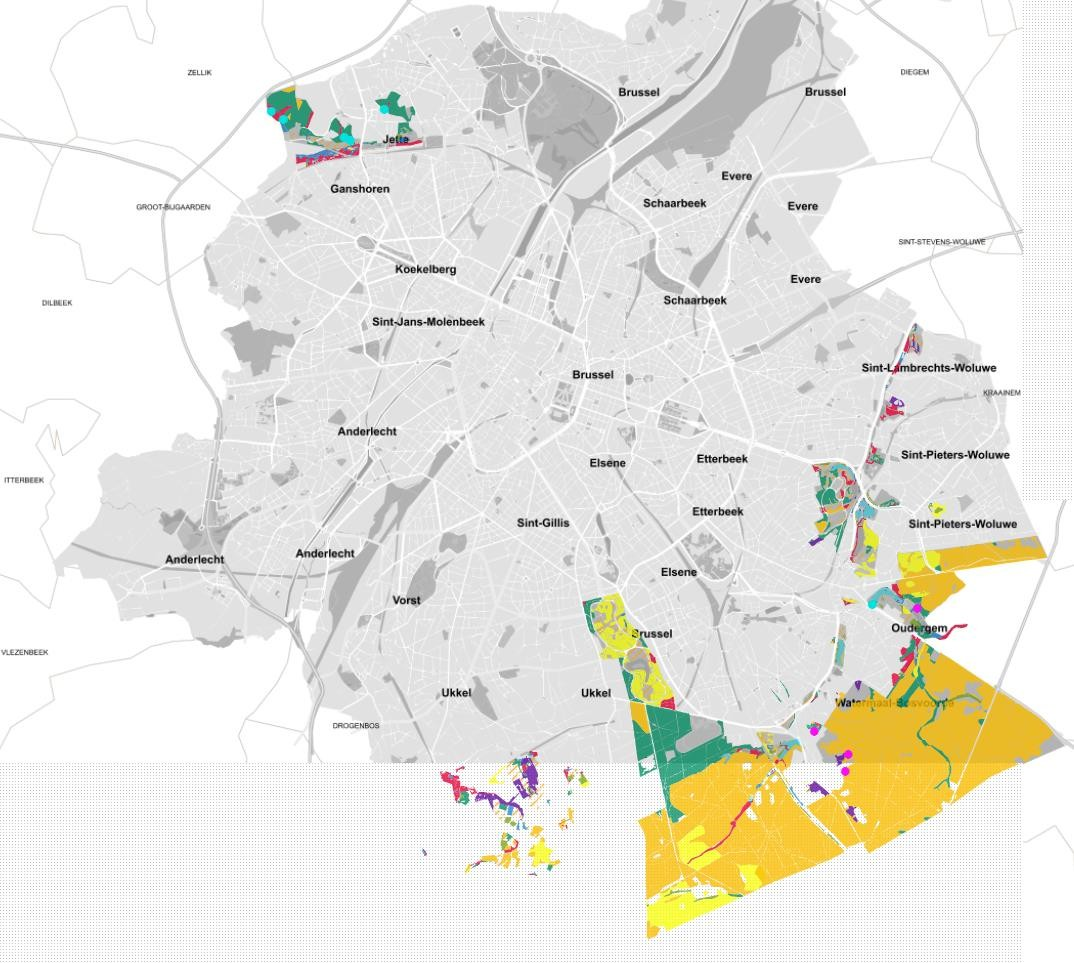 ZELLIK
DIEGEM
Brussel
Brussel
Jette
Evere
Ganshoren
Schaarbeek
Evere
GROOT-BIJGAARDEN
SINT-STEVENS-WOLUWE
Koekelberg
Evere
Schaarbeek
DILBEEK
Sint-Jans-Molenbeek
Sint-Lambrechts-Woluwe
Brussel
KRAAINEM
Anderlecht
Sint-Pieters-Woluwe
Etterbeek
Elsene
ITTERBEEK
Etterbeek
Sint-Gillis
Sint-Pieters-Woluwe
Anderlecht
Anderlecht
Elsene
Vorst
Oudergem
Brussel
VLEZENBEEK
Ukkel
Ukkel
Watermaal-Bosvoorde
DROGENBOS